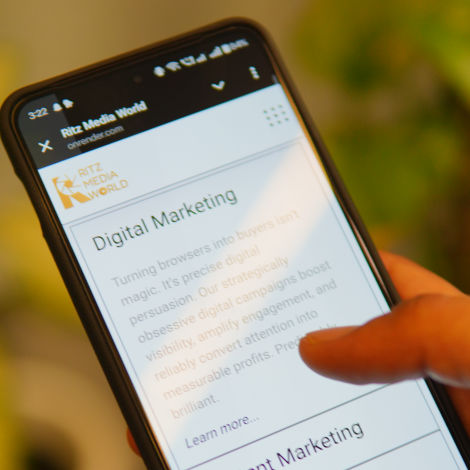 3:22
84%
Ritz Media World
onrender.com
RITZ
MEDIA
WORLD
Digital Marketing
Turning browsers into buyers isn't
magic. It's precise digital
persuasion. Our strategically
obsessive digital campaigns boost
visibility, amplify engagement, and
reliably convert attention into
measurable profits.
brilliant.
Learn more...
Marketing